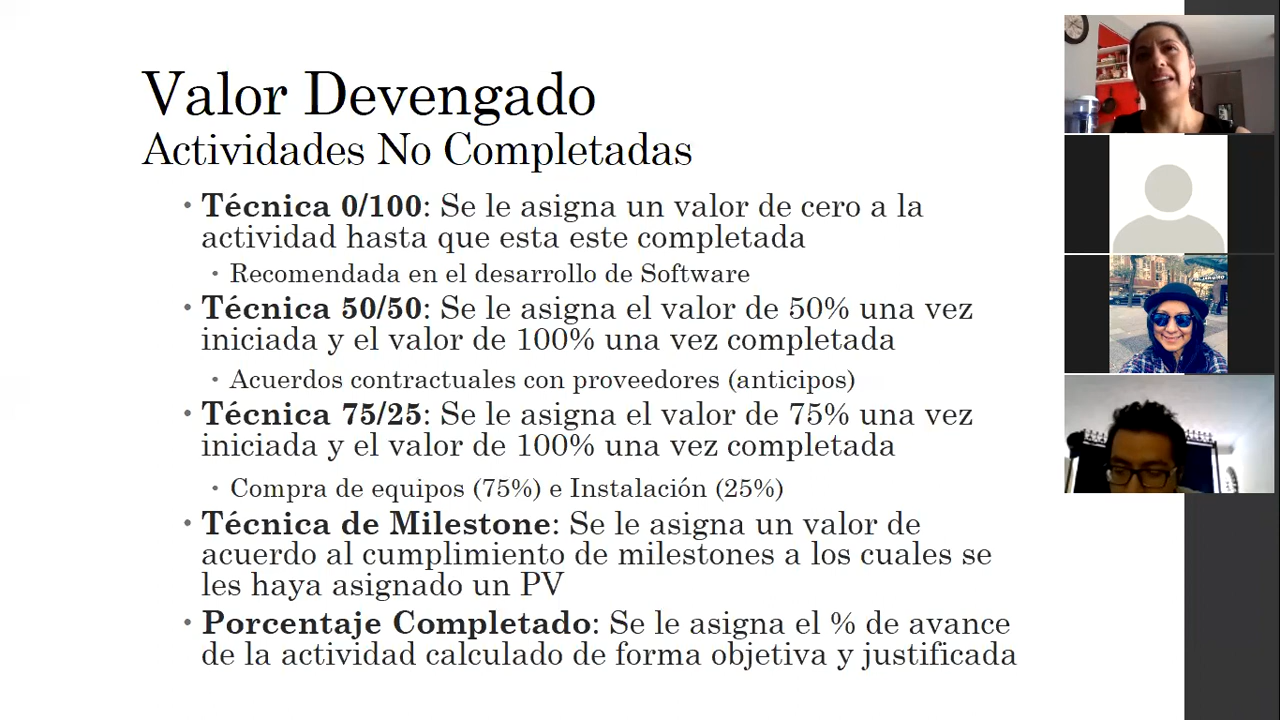 Valor Devengado
Actividades No Completadas
• Técnica 0/100: Se le asigna un valor de cero a la
actividad hasta que esta este completada
• Recomendada en el desarrollo de Software
• Técnica 50/50: Se le asigna el valor de 50% una vez
iniciada y el valor de 100% una vez completada
• Acuerdos contractuales con proveedores (anticipos)
• Técnica 75/25: Se le asigna el valor de 75% una vez
iniciada y el valor de 100% una vez completada
• Compra de equipos (75%) e Instalación (25%)
• Técnica de Milestone: Se le asigna un valor de
acuerdo al cumplimiento de milestones a los cuales se
les haya asignado un PV
• Porcentaje Completado: Se le asigna el % de avance
de la actividad calculado de forma objetiva y justificada